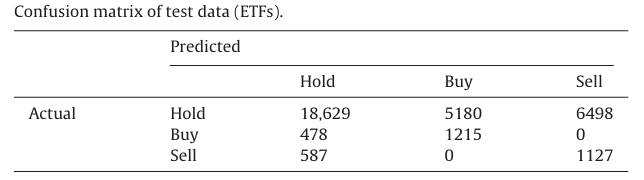 Confusion matrix of test data (ETFs).
Predicted
Hold Buy Sell
Actual Hold 18,629 5180 6498
Buy 478 1215 0
Sell 587 0 1127